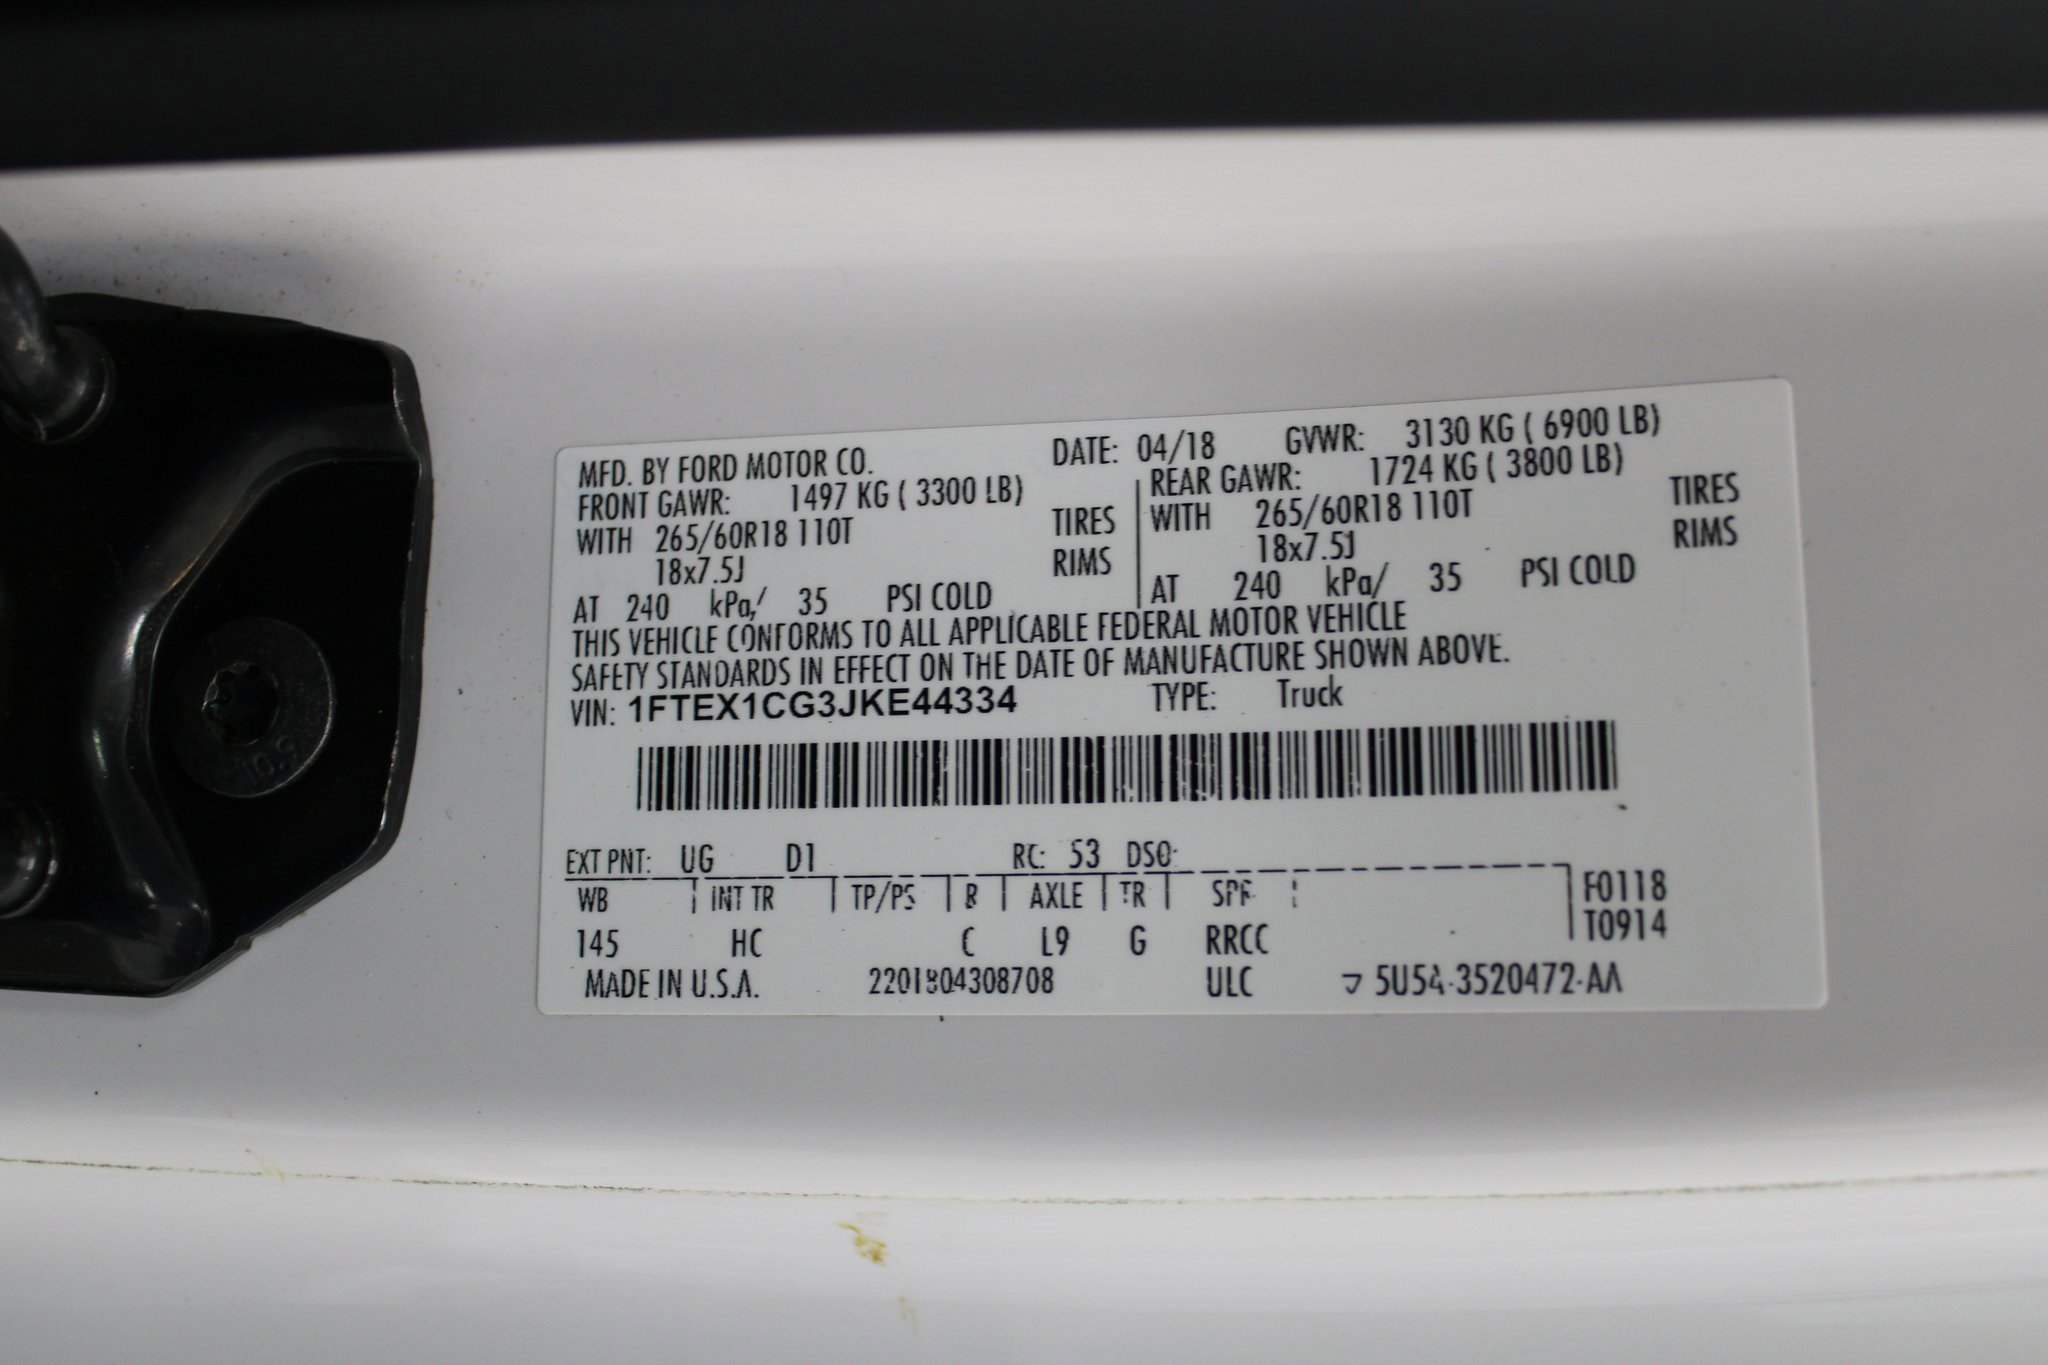 MFD. BY FORD MOTOR CO. DATE: 04/18 GVWR: 3130 KG ( 6900 LB)
FRONT GAWR: 1497 KG ( 3300 LB) REAR GAWR: 1724 KG ( 3800 LB)
WITH 265/60R18 110T TIRES WITH 265/60R18 110T TIRES
18x7.5J RIMS 18x7.5J RIMS
AT 240 kPa/ 35 PSI COLD AT 240 kPa/ 35 PSI COLD
THIS VEHICLE CONFORMS TO ALL APPLICABLE FEDERAL MOTOR VEHICLE
SAFETY STANDARDS IN EFFECT ON THE DATE OF MANUFACTURE SHOWN ABOVE.
VIN: 1FTEX1CG3JKE44334 TYPE: Truck
EXT PNT: UG D1 RC: 53 DSO:
WB INT TR TP/PS R AXLE TR SPR F0118
T0914
145 HC C L9 G RRCC
MADE IN U.S.A. 2201804308708 ULC 5U5A-3520472-AA
10.9